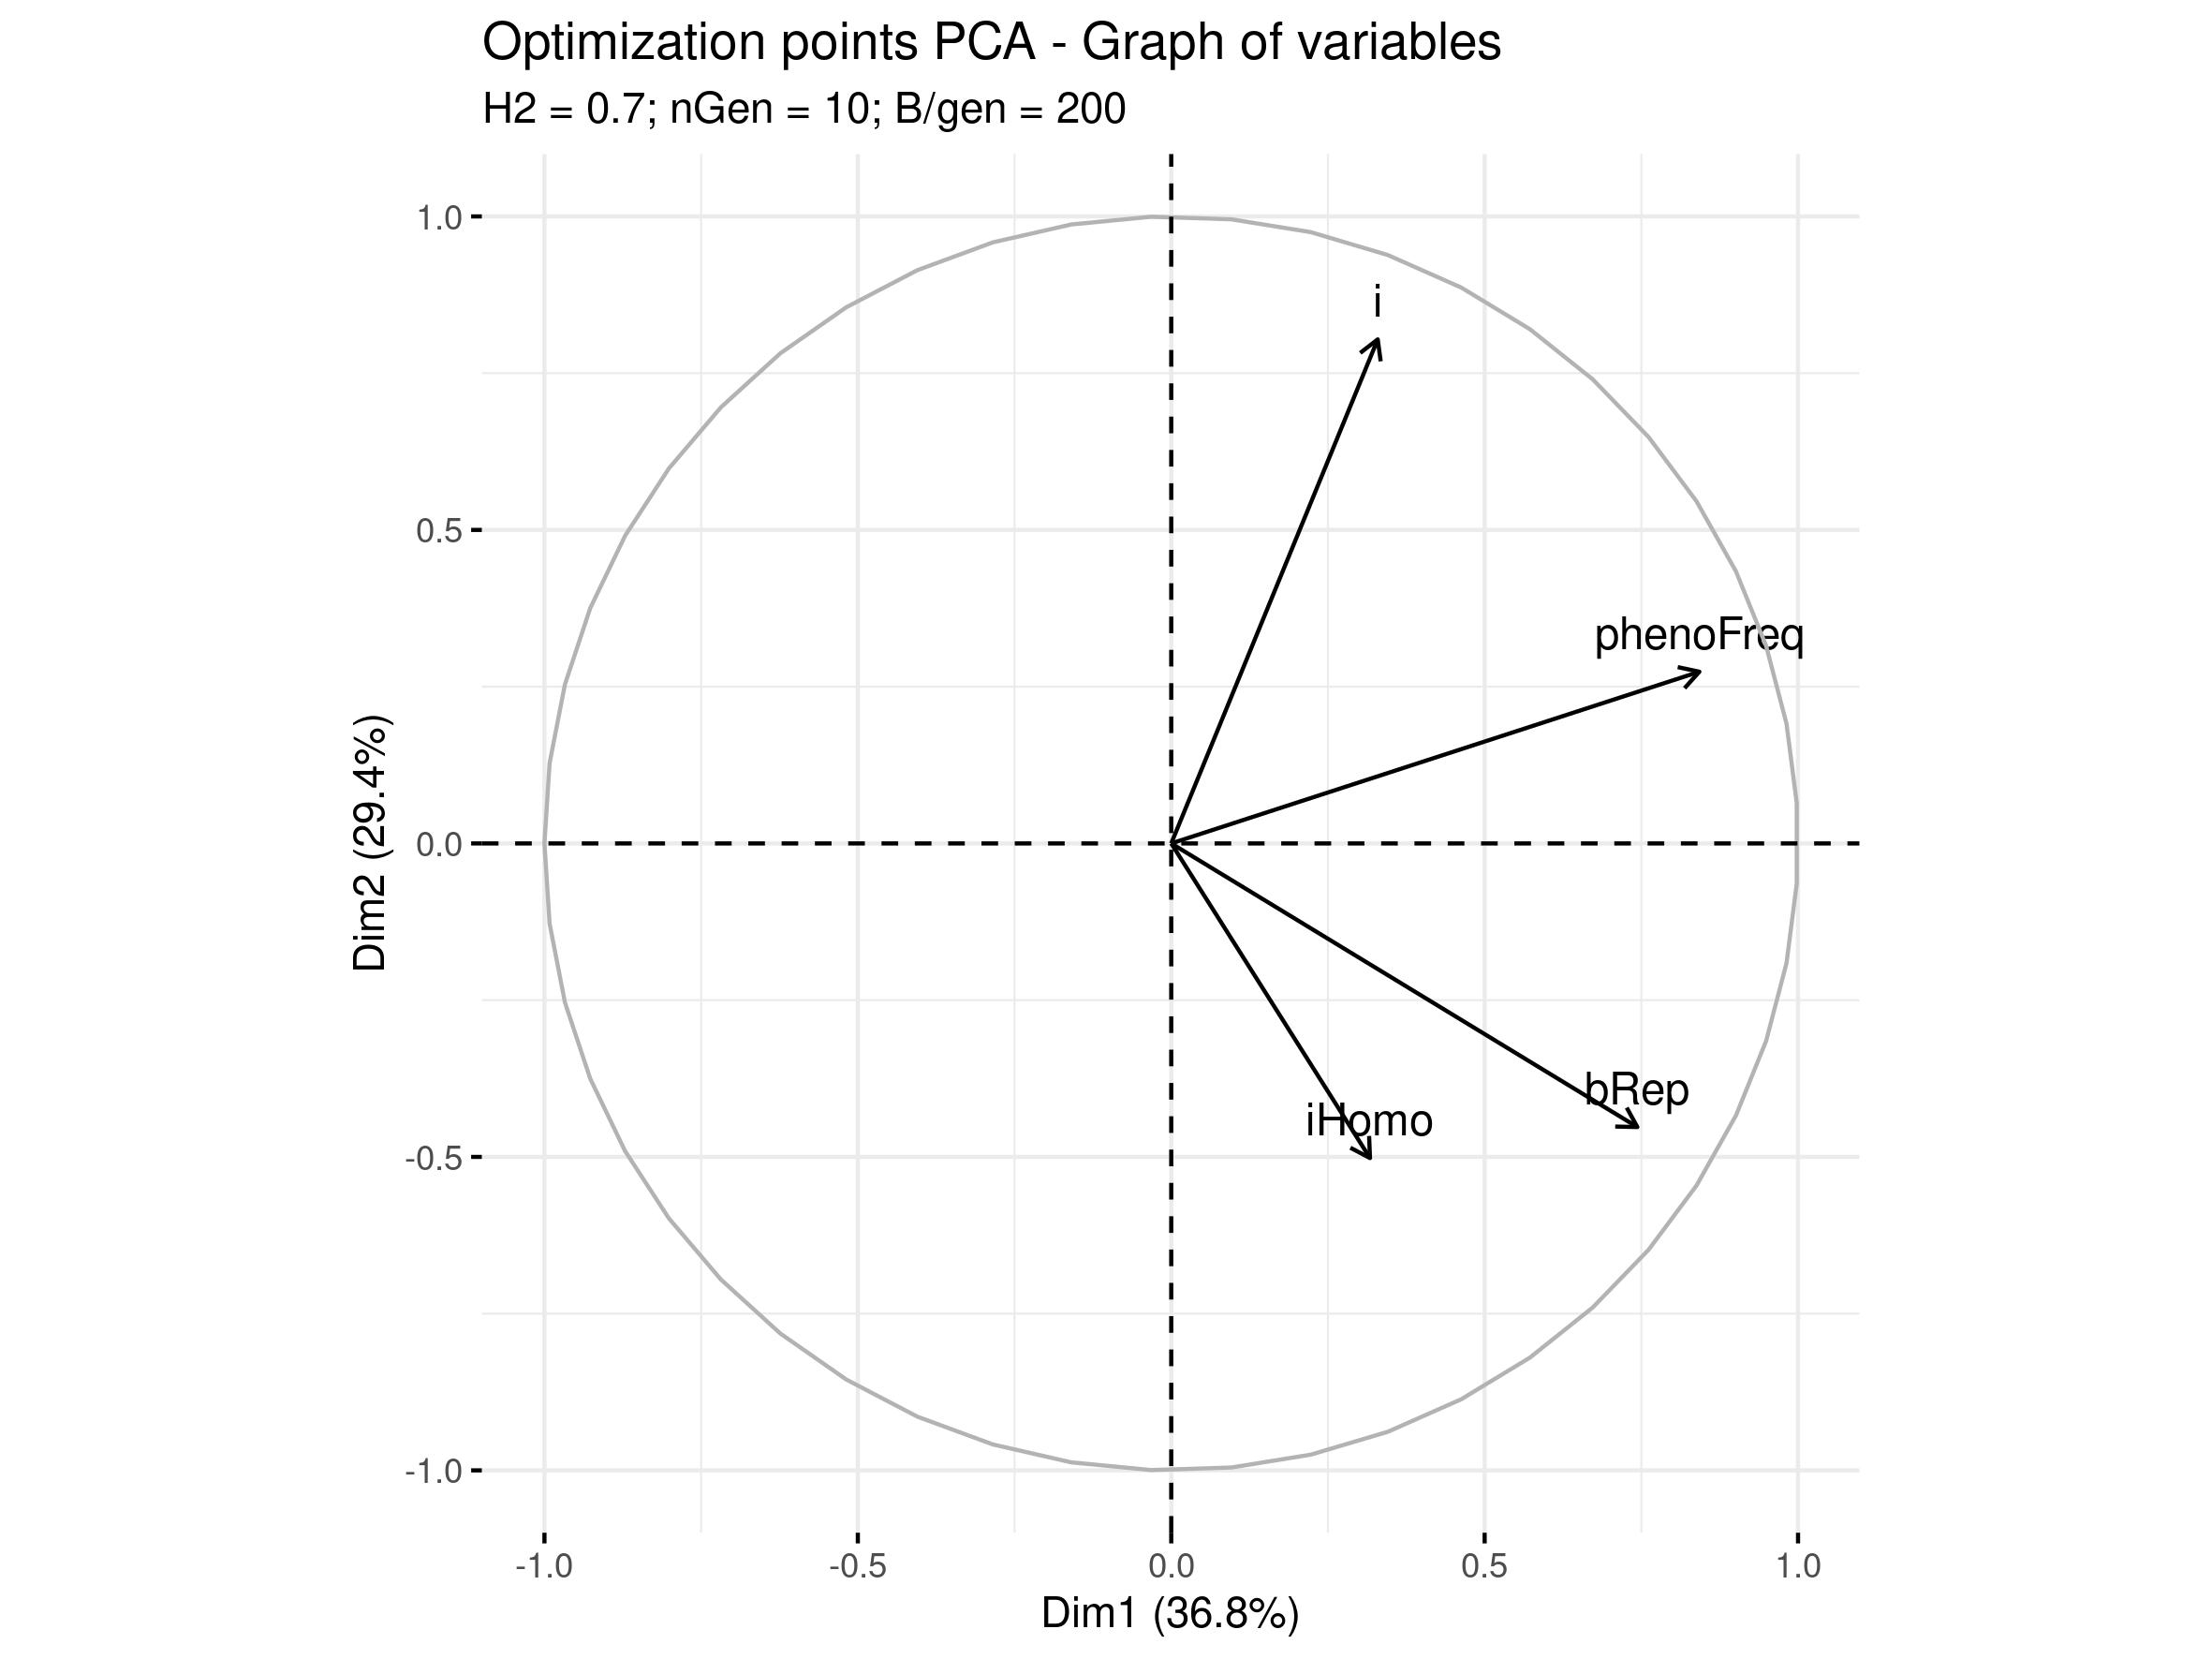 Optimization points PCA - Graph of variables
H2 = 0.7; nGen = 10; B/gen = 200
1.0
0.5
0.0
-0.5
-1.0
Dim2 (29.4%)
i
phenoFreq
bRep
iHomo
-1.0
-0.5
0.0
0.5
1.0
Dim1 (36.8%)